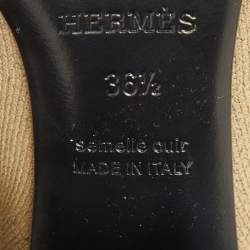 HERMÈS
36½
semelle cuir
MADE IN ITALY